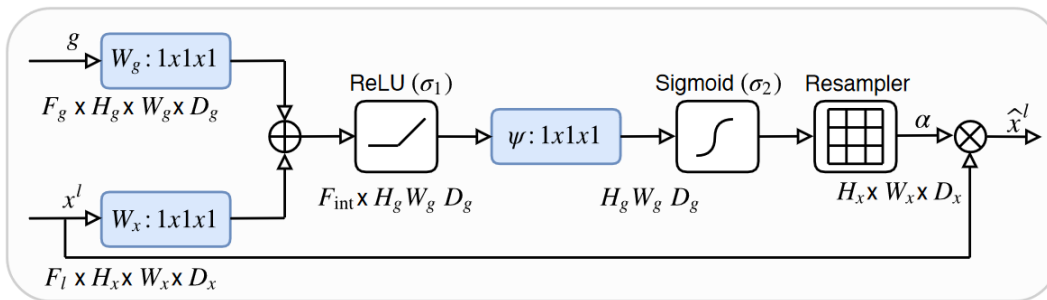 g
W_g : 1x1x1
F_g x H_g x W_g x D_g
x^l
W_x : 1x1x1
F_l x H_x x W_x x D_x
ReLU (σ_1)
F_int x H_g W_g D_g
ψ : 1x1x1
H_g W_g D_g
Sigmoid (σ_2)
Resampler
α
H_x x W_x x D_x
x̂^l